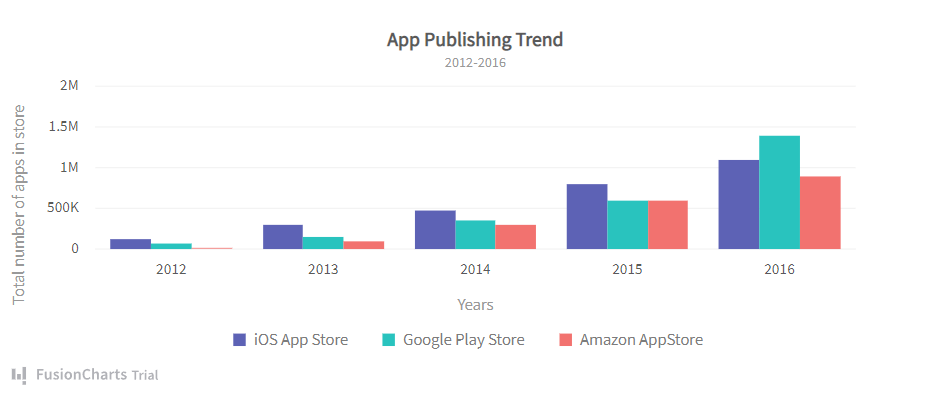 App Publishing Trend
2012-2016
Total number of apps in store
2M
1.5M
1M
500K
0
2012 2013 2014 2015 2016
Years
iOS App Store Google Play Store Amazon AppStore
FusionCharts Trial